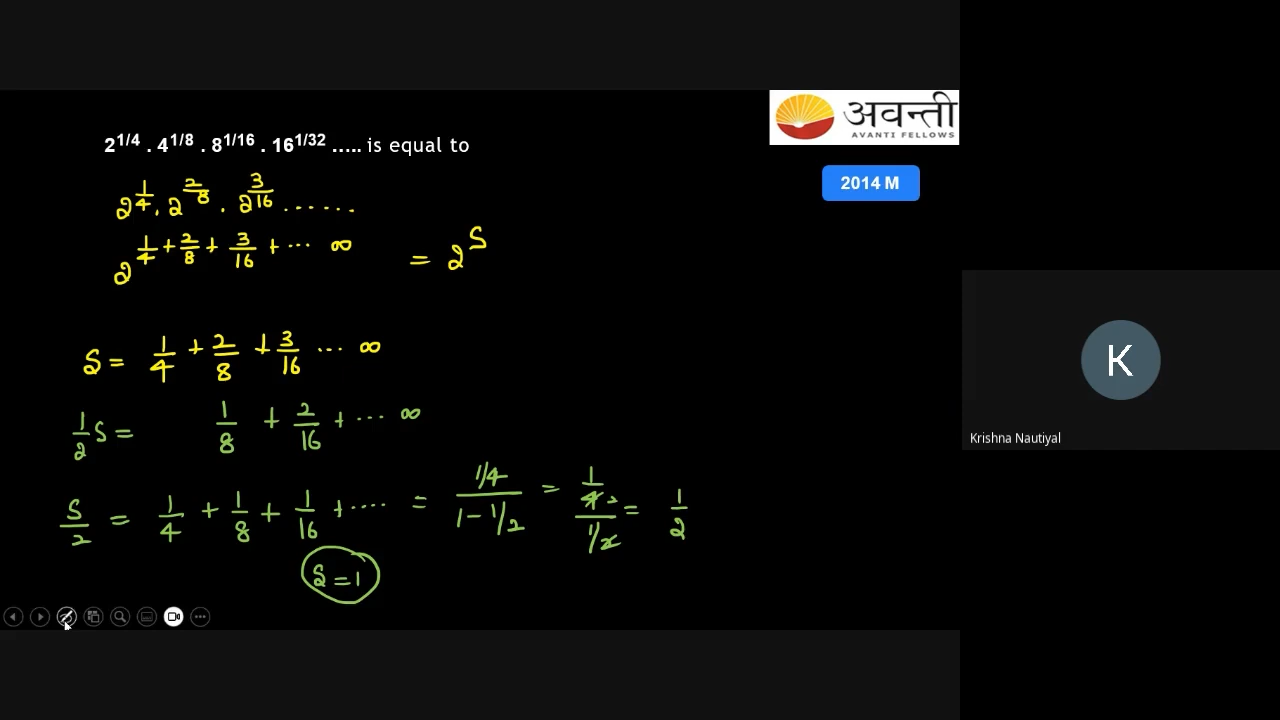 अवन्ती
AVANTI FELLOWS
2^{1/4} . 4^{1/8} . 8^{1/16} . 16^{1/32} ..... is equal to
2014 M
2^{1/4} . 2^{2/8} . 2^{3/16} .......
2^{1/4 + 2/8 + 3/16 + ... ∞} = 2^S
S = 1/4 + 2/8 + 3/16 ... ∞
1/2 S = 1/8 + 2/16 + ... ∞
S/2 = 1/4 + 1/8 + 1/16 + .... = (1/4)/(1 - 1/2) = (1/4 2)/(1/2) = 1/2
S = 1
K
Krishna Nautiyal